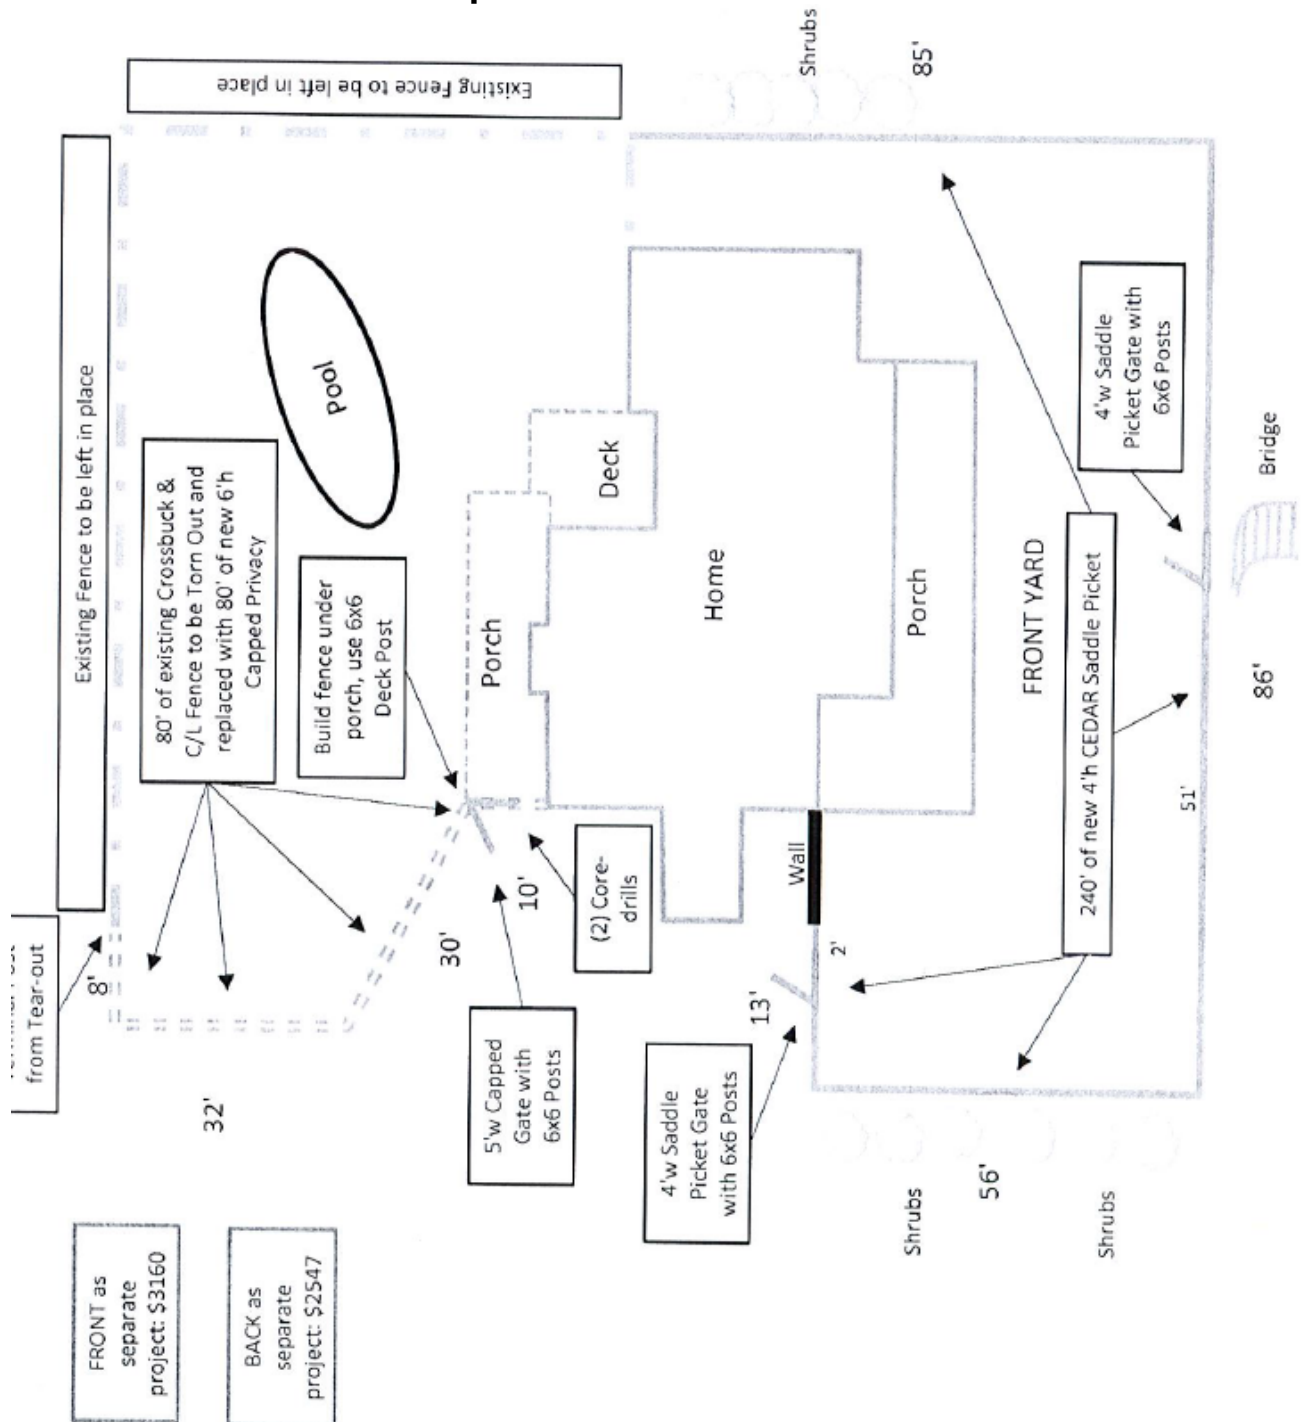 FRONT as
separate
project: $3160
BACK as
separate
project: $2547
from Tear-out
8'
32'
Existing Fence to be left in place
Existing Fence to be left in place
80' of existing Crossbuck &
C/L Fence to be Torn Out and
replaced with 80' of new 6'h
Capped Privacy
Pool
Build fence under
porch, use 6x6
Deck Post
30'
10'
5'w Capped
Gate with
6x6 Posts
(2) Core-
drills
Porch
Deck
Home
Wall
2'
13'
4'w Saddle
Picket Gate
with 6x6 Posts
Porch
Shrubs
85'
Shrubs
56'
Shrubs
FRONT YARD
240' of new 4'h CEDAR Saddle Picket
4'w Saddle
Picket Gate with
6x6 Posts
51'
86'
Bridge